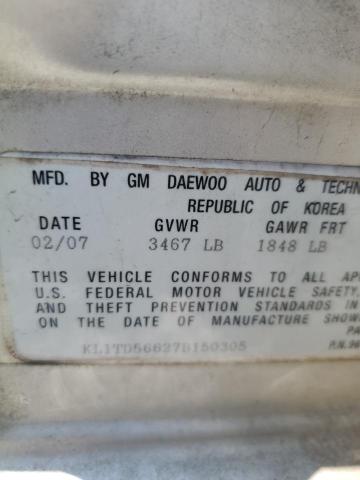 MFD. BY GM DAEWOO AUTO & TECHN
REPUBLIC OF KOREA
DATE GVWR GAWR FRT
02/07 3467 LB 1848 LB
THIS VEHICLE CONFORMS TO ALL APP
U.S. FEDERAL MOTOR VEHICLE SAFETY,
AND THEFT PREVENTION STANDARDS IN
ON THE DATE OF MANUFACTURE SHOW
KL1TD56627B150305
P.N.96